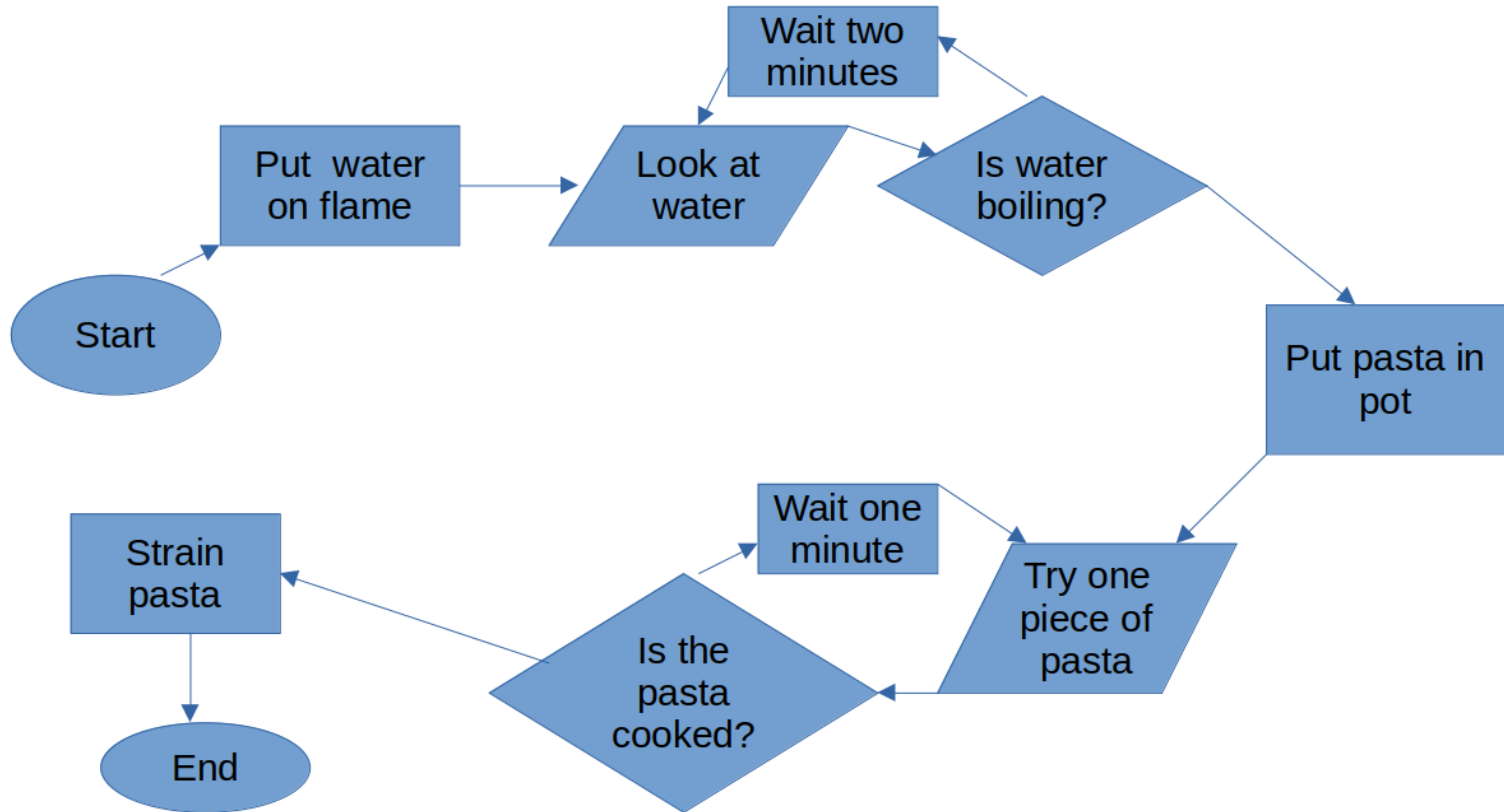 Start
Put  water
on flame
Look at
water
Wait two
minutes
Is water
boiling?
Put pasta in
pot
Try one
piece of
pasta
Wait one
minute
Is the
pasta
cooked?
Strain
pasta
End